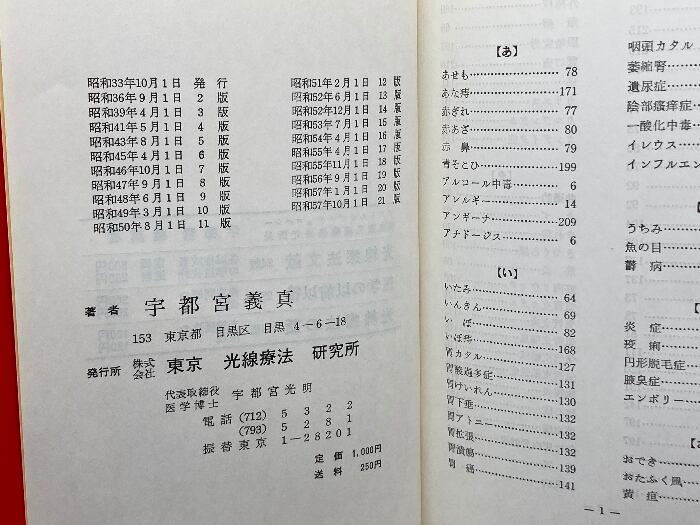 昭和33年10月1日 発行
昭和36年9月1日 2版
昭和39年4月1日 3版
昭和41年5月1日 4版
昭和43年8月1日 5版
昭和45年4月1日 6版
昭和46年10月1日 7版
昭和47年9月1日 8版
昭和48年6月1日 9版
昭和49年3月1日 10版
昭和50年8月1日 11版
昭和51年2月1日 12版
昭和52年6月1日 13版
昭和52年12月1日 14版
昭和53年7月1日 15版
昭和54年4月1日 16版
昭和55年4月1日 17版
昭和55年11月1日 18版
昭和56年9月1日 19版
昭和57年1月1日 20版
昭和57年10月1日 21版
著者 宇都宮義真
153 東京都 目黒区 目黒 4-6-18
発行所 株式会社 東京 光線療法 研究所
代表取締役
医学博士 宇都宮光明
電話 (712) 5322
(793) 5281
振替東京 1-28201
定価 1,000円
送料 250円
【あ】
あせも……………78
あな痔……………171
赤ぎれ……………77
赤あざ……………80
赤鼻……………79
青そこひ……………199
アルコール中毒……………6
アレルギー……………14
アンギーナ……………209
アチドージス……………6
【い】
いたみ……………64
いんきん……………69
いぼ……………82
いぼ痔……………168
胃カタル……………127
胃酸過多症……………131
胃けいれん……………130
胃下垂……………132
胃アトニー……………132
胃拡張……………132
胃潰瘍……………139
胃癌……………141
咽頭カタル
萎縮腎
遺尿症
陰部瘙痒症
一酸化中毒
イレウス
インフルエン
うちみ
魚の目
欝病
炎症
疫痢
円形脱毛症
腋臭症
エンボリー
おでき
おたふく風
黄疸
—1—